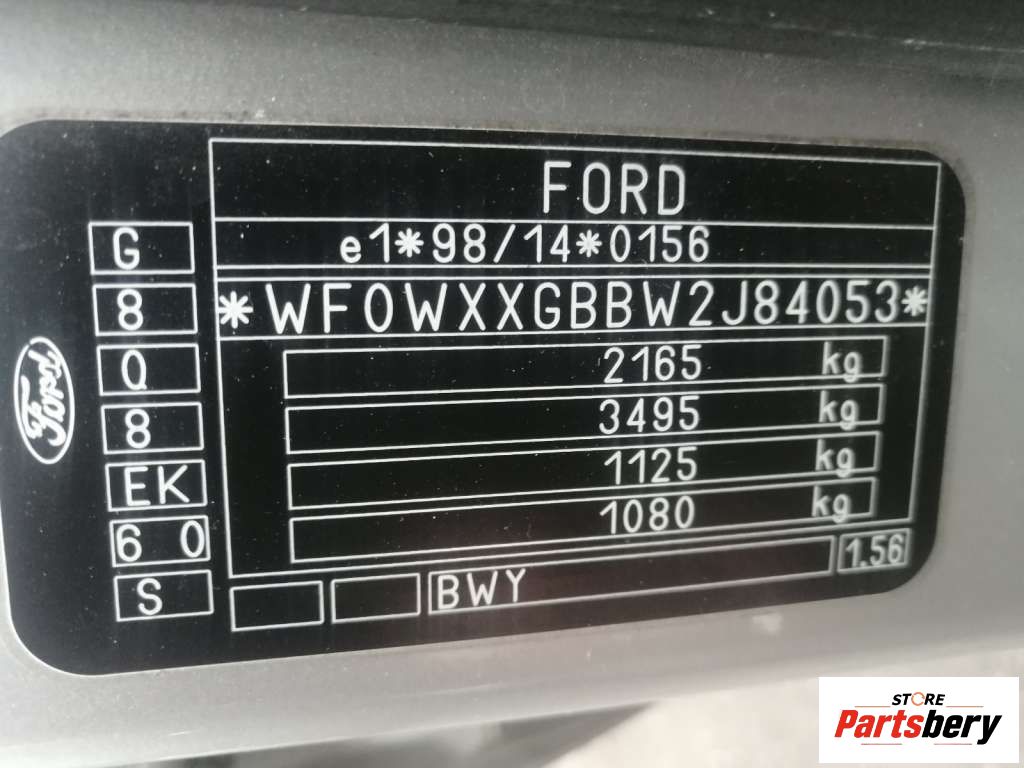 FORD
G
e1*98/14*0156
8
*WF0WXXGBBW2J84053*
Q
2165 kg
8
3495 kg
EK
1125 kg
6 0
1080 kg
S
BWY
1.56
Ford
STORE
Partsbery